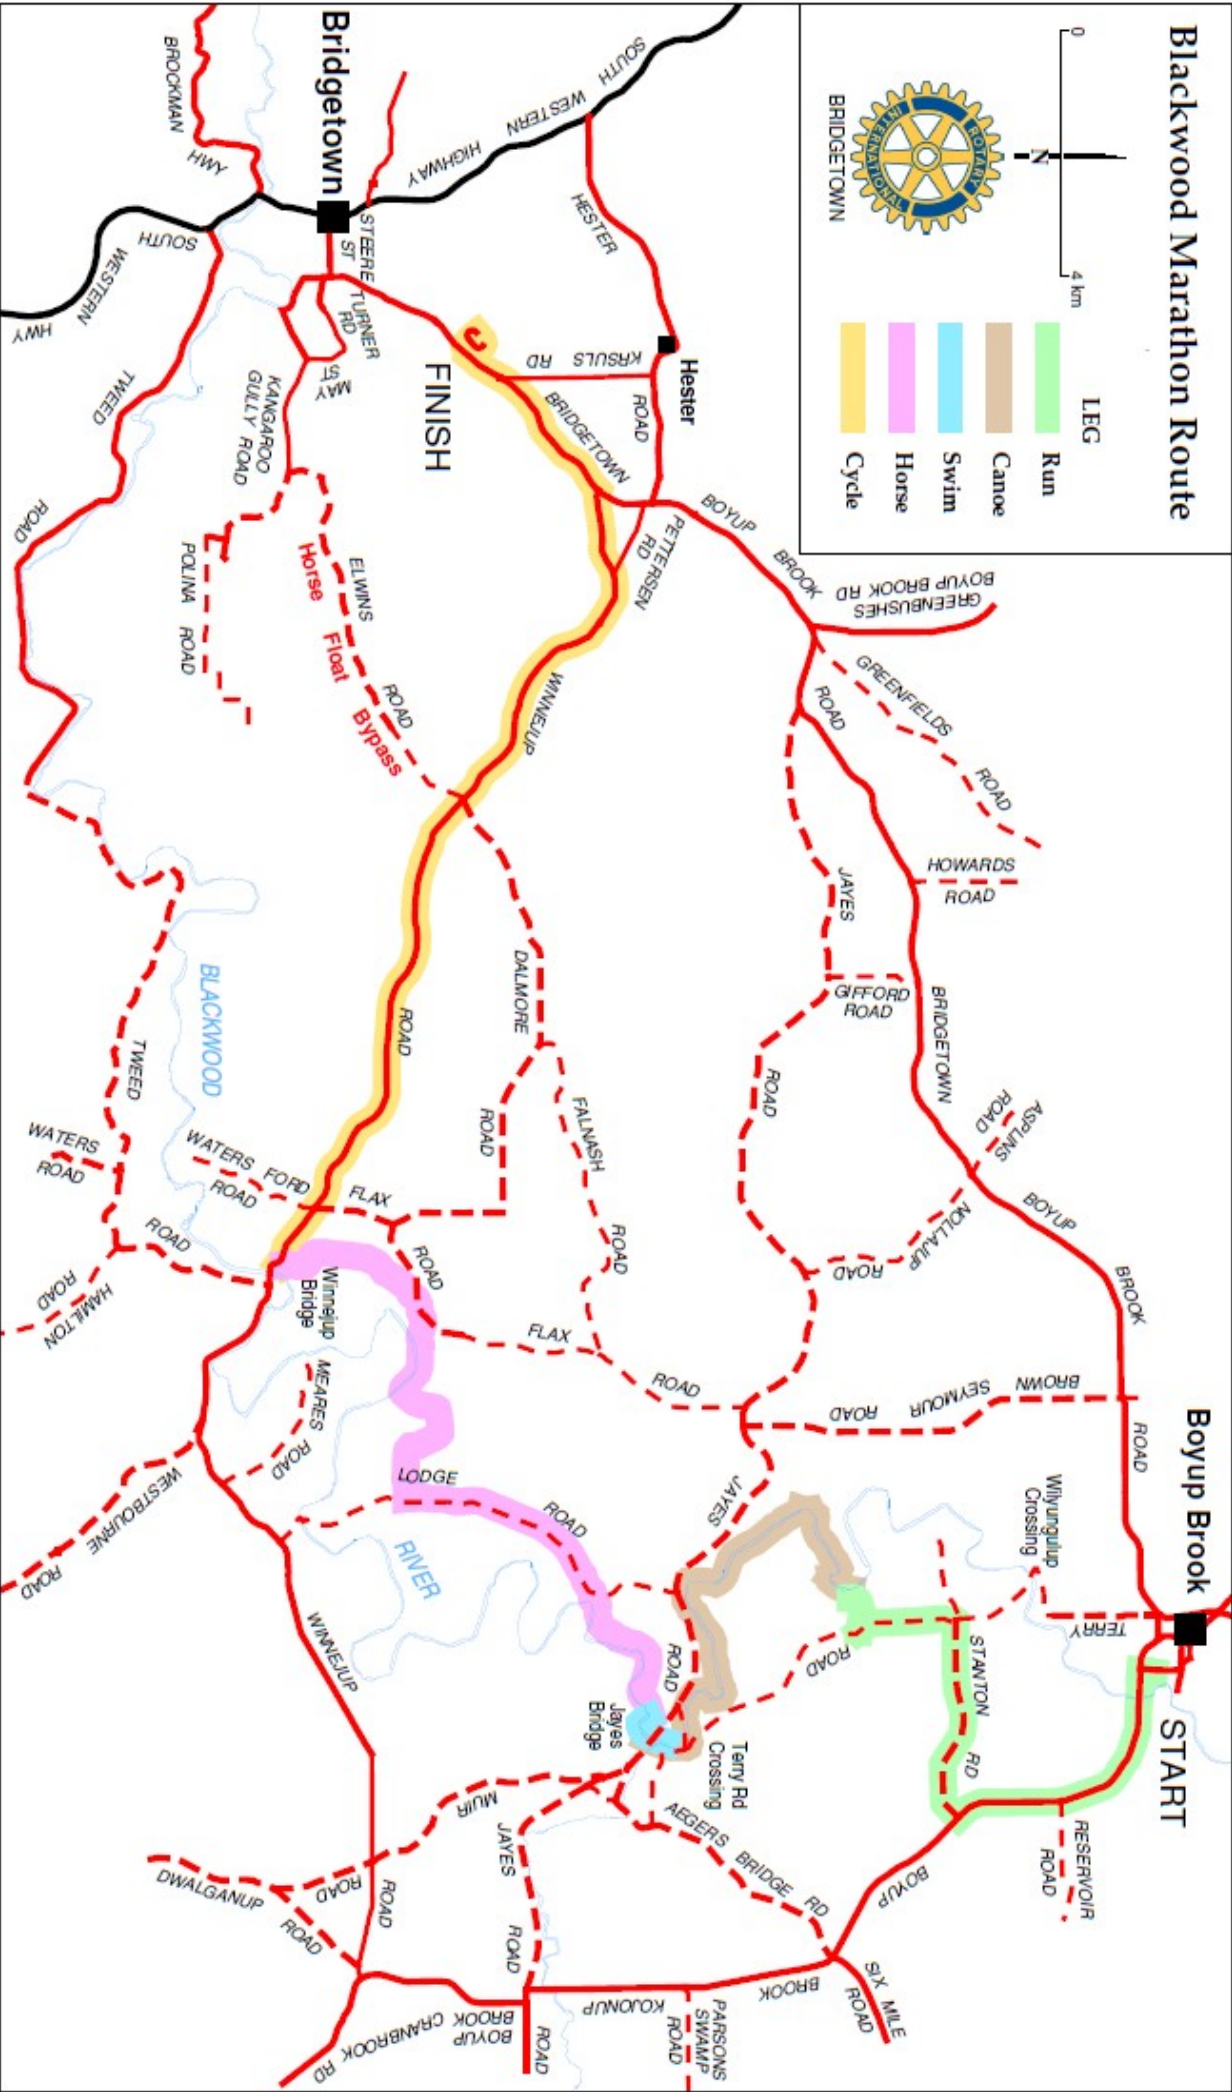 Blackwood Marathon Route
0
4 km
N
ROTARY
INTERNATIONAL
BRIDGETOWN
LEG
Run
Canoe
Swim
Horse
Cycle
Bridgetown
Hester
Boyup Brook
START
FINISH
SOUTH
WESTERN
HIGHWAY
HESTER
ROAD
KRSULS
RD
BROCKMAN
HWY
SOUTH
WESTERN
HWY
STEERE
ST
TURNER
RD
MAY
ST
KANGAROO
GULLY ROAD
POLINA
ROAD
ELWINS
ROAD
Horse
Float
Bypass
TWEED
ROAD
BRIDGETOWN
BOYUP
BROOK
ROAD
PETTERSEN
RD
GREENBUSHES
BOYUP BROOK RD
GREENFIELDS
ROAD
HOWARDS
ROAD
JAYES
GIFFORD
ROAD
ROAD
BRIDGETOWN
ASPLINS
ROAD
BOYUP
BROOK
ROAD
NOLLAJUP
ROAD
BROWN
SEYMOUR
ROAD
WINNEJUP
ROAD
DALMORE
ROAD
FALNASH
ROAD
FLAX
ROAD
FLAX
ROAD
WATERS
FORD
ROAD
BLACKWOOD
RIVER
TWEED
ROAD
WATERS
ROAD
HAMILTON
ROAD
Winnejup
Bridge
MEARES
ROAD
WESTBOURNE
ROAD
LODGE
ROAD
JAYES
ROAD
Wilyungulup
Crossing
TERRY
ROAD
STANTON
RD
RESERVOIR
ROAD
Terry Rd
Crossing
Jayes
Bridge
AEGERS
BRIDGE
RD
BOYUP
BROOK
KOJONUP
ROAD
SIX MILE
ROAD
PARSONS
SWAMP
ROAD
MUIR
ROAD
JAYES
ROAD
WINNEJUP
ROAD
DWALGANUP
ROAD
BOYUP
BROOK CRANBROOK RD